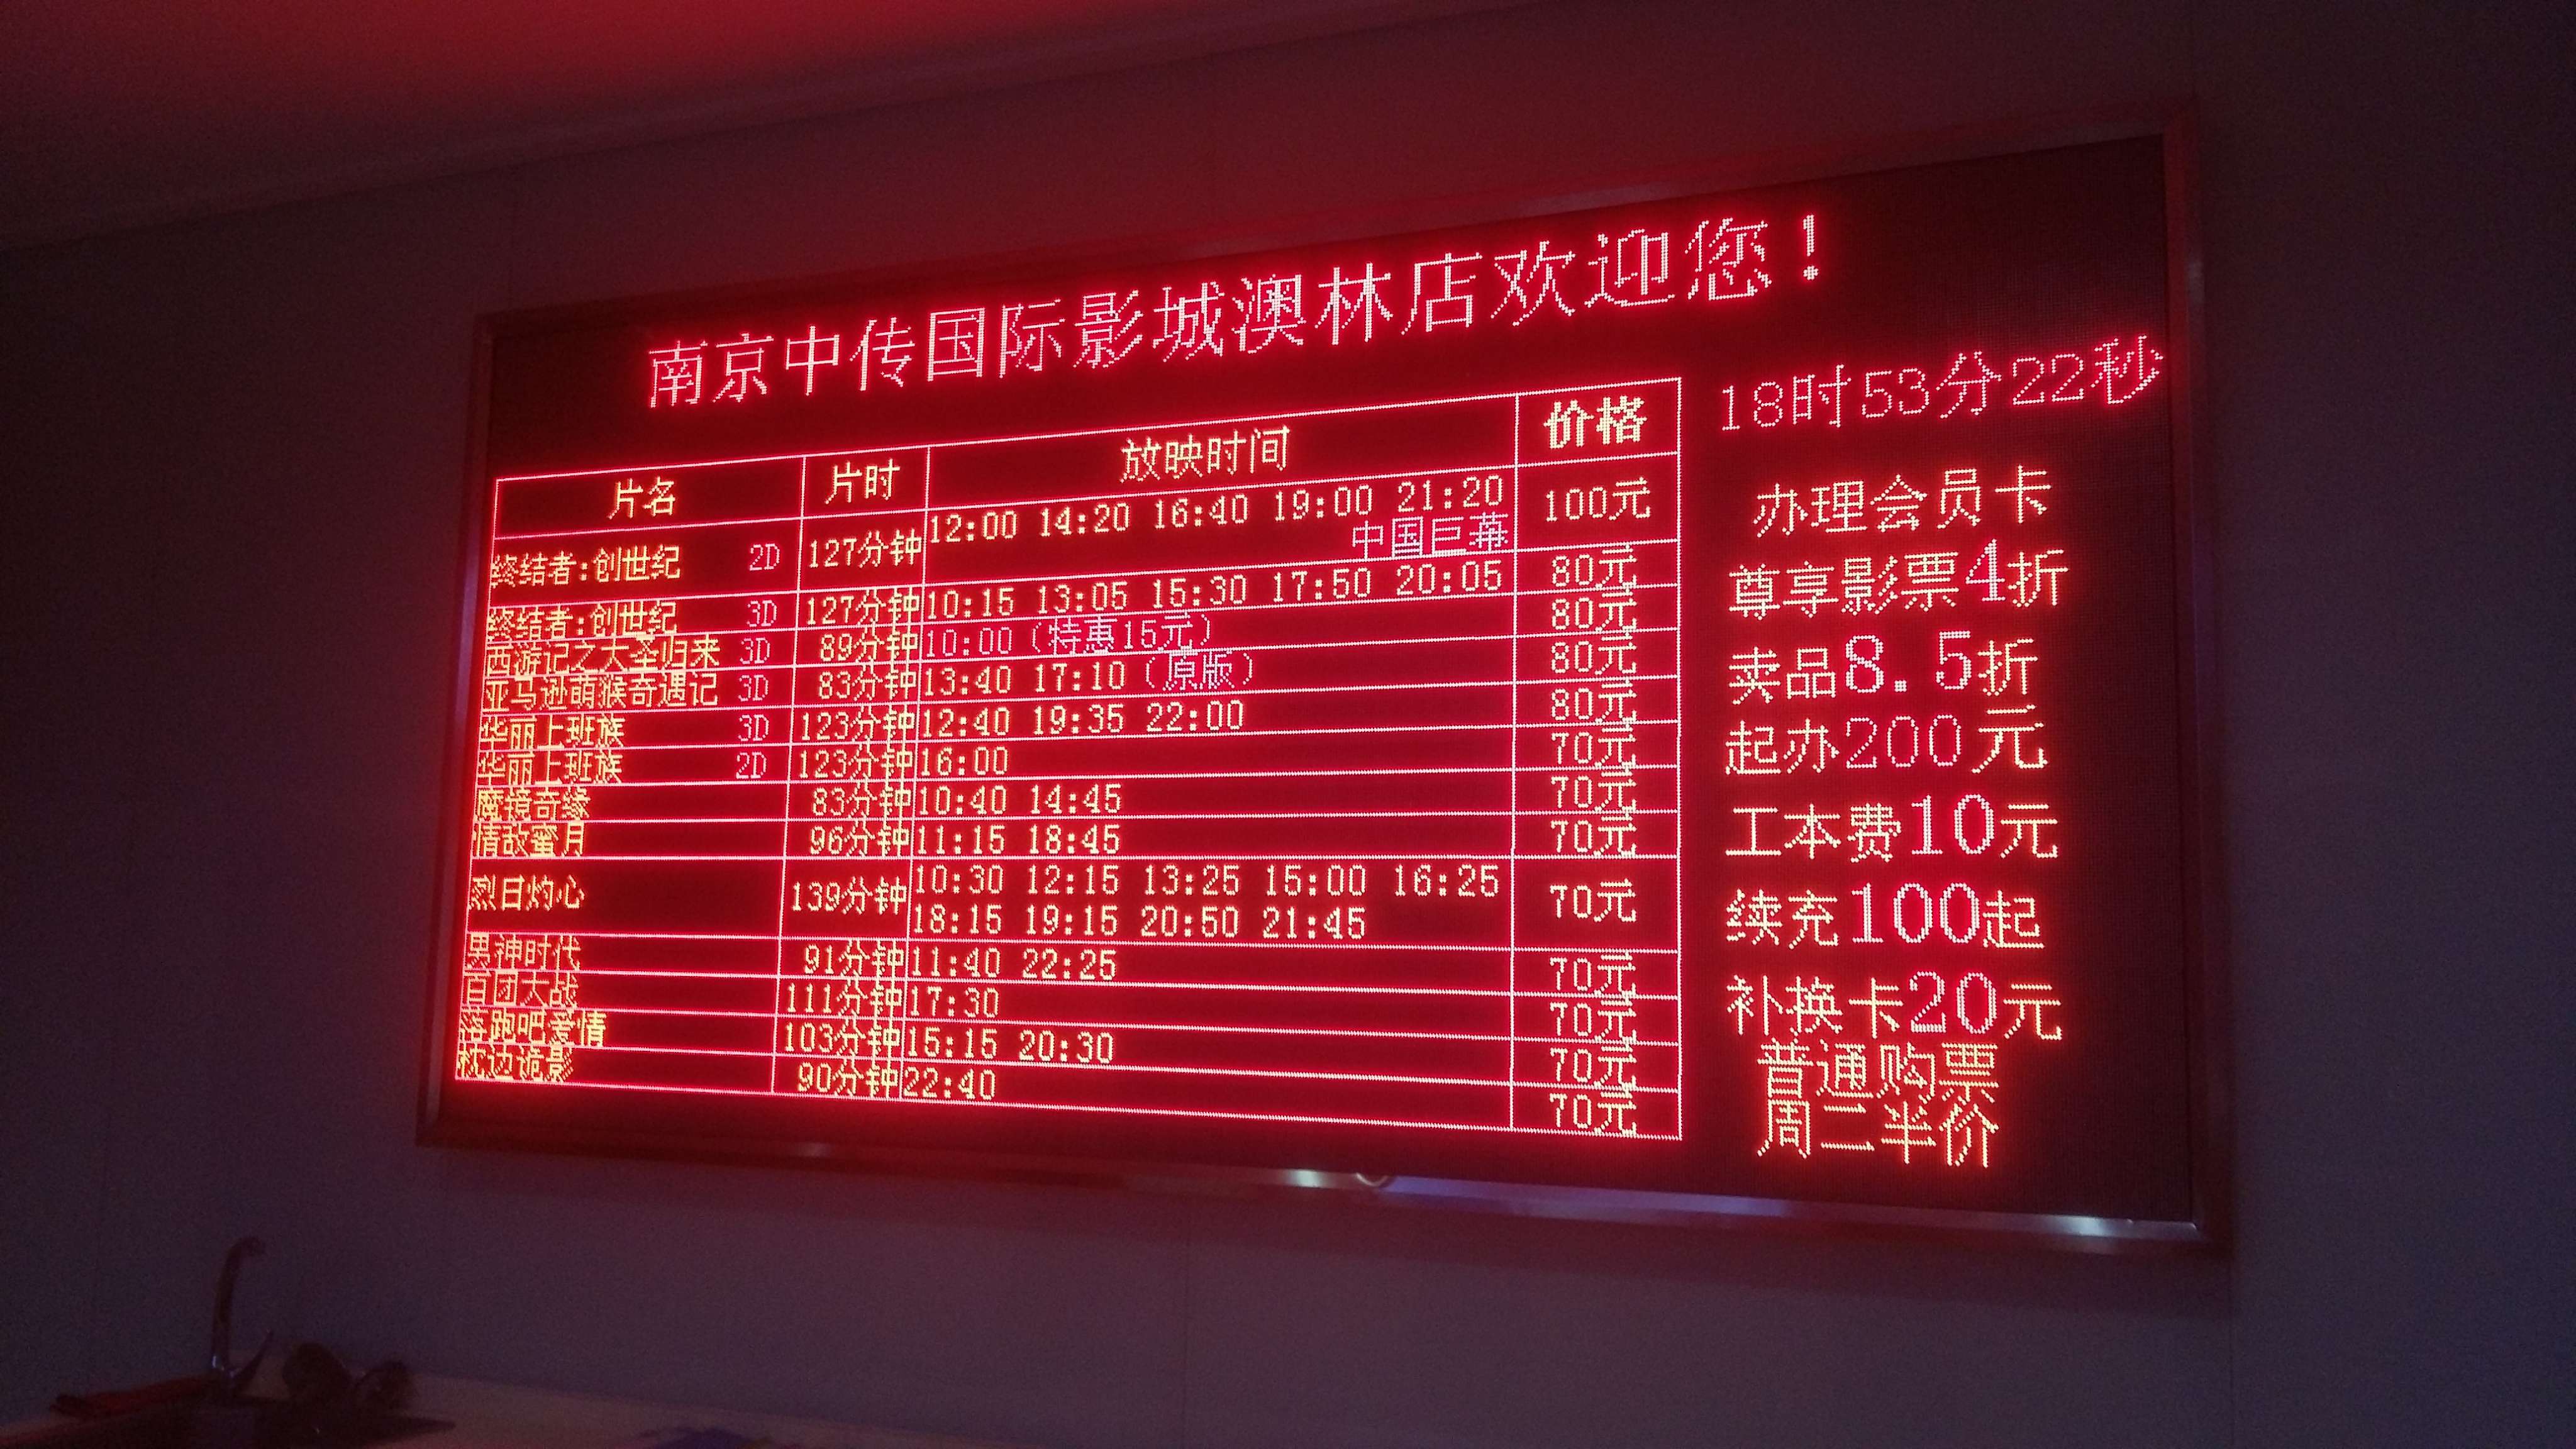 南京中传国际影城澳林店欢迎您!
18时53分22秒
片名 片时 放映时间 价格
终结者:创世纪 2D 127分钟 12:00 14:20 16:40 19:00 21:20 100元
中国巨幕
终结者:创世纪 3D 127分钟 10:15 13:05 15:30 17:50 20:05 80元
西游记之大圣归来 3D 89分钟 10:00(特惠15元) 80元
亚马逊萌猴奇遇记 3D 83分钟 13:40 17:10(原版) 80元
华丽上班族 3D 123分钟 12:40 19:35 22:00 80元
华丽上班族 2D 123分钟 16:00 70元
魔镜奇缘 83分钟 10:40 14:45 70元
情敌蜜月 96分钟 11:15 18:45 70元
烈日灼心 139分钟 10:30 12:15 13:25 15:00 16:25 70元
18:15 19:15 20:50 21:45
男神时代 91分钟 11:40 22:25 70元
百团大战 111分钟 17:30 70元
落跑吧爱情 103分钟 15:15 20:30 70元
枕边诡影 90分钟 22:40 70元
办理会员卡
尊享影票4折
卖品8.5折
起办200元
工本费10元
续充100起
补换卡20元
普通购票
周二半价